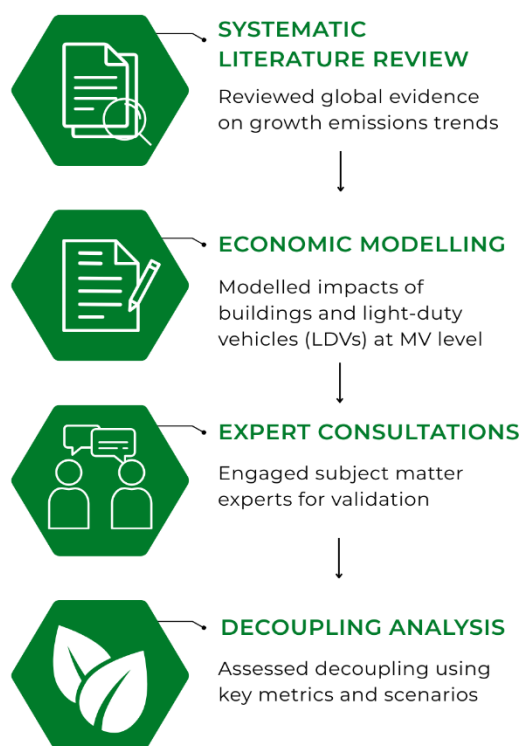 SYSTEMATIC
LITERATURE REVIEW
Reviewed global evidence
on growth emissions trends
ECONOMIC MODELLING
Modelled impacts of
buildings and light-duty
vehicles (LDVs) at MV level
EXPERT CONSULTATIONS
Engaged subject matter
experts for validation
DECOUPLING ANALYSIS
Assessed decoupling using
key metrics and scenarios